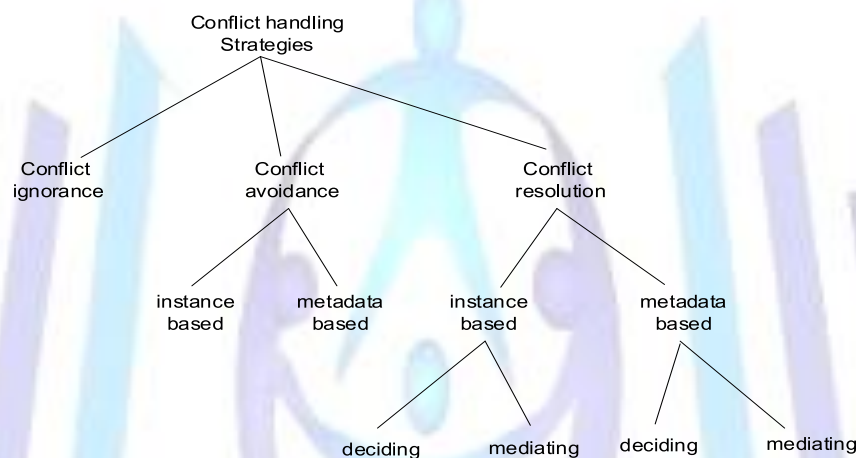 Conflict handling
Strategies
Conflict
ignorance
Conflict
avoidance
Conflict
resolution
instance
based
metadata
based
instance
based
metadata
based
deciding
mediating
deciding
mediating